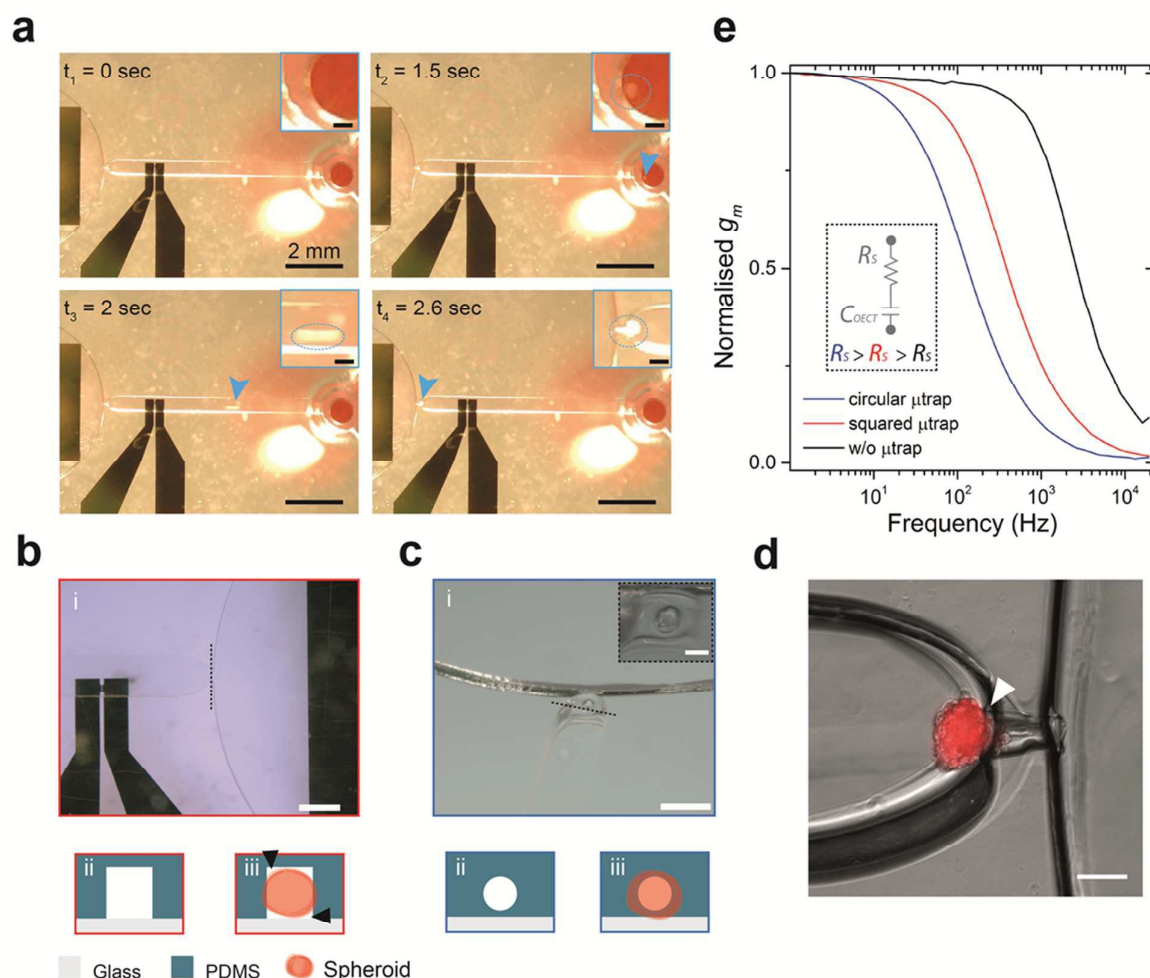 a
t1 = 0 sec
2 mm
t2 = 1.5 sec
t3 = 2 sec
t4 = 2.6 sec
e
Normalised gm
1.0
0.5
0.0
RS
COECT
RS > RS > RS
circular μtrap
squared μtrap
w/o μtrap
10¹ 10² 10³ 10⁴
Frequency (Hz)
b
i
ii
iii
c
i
ii
iii
d
Glass PDMS Spheroid